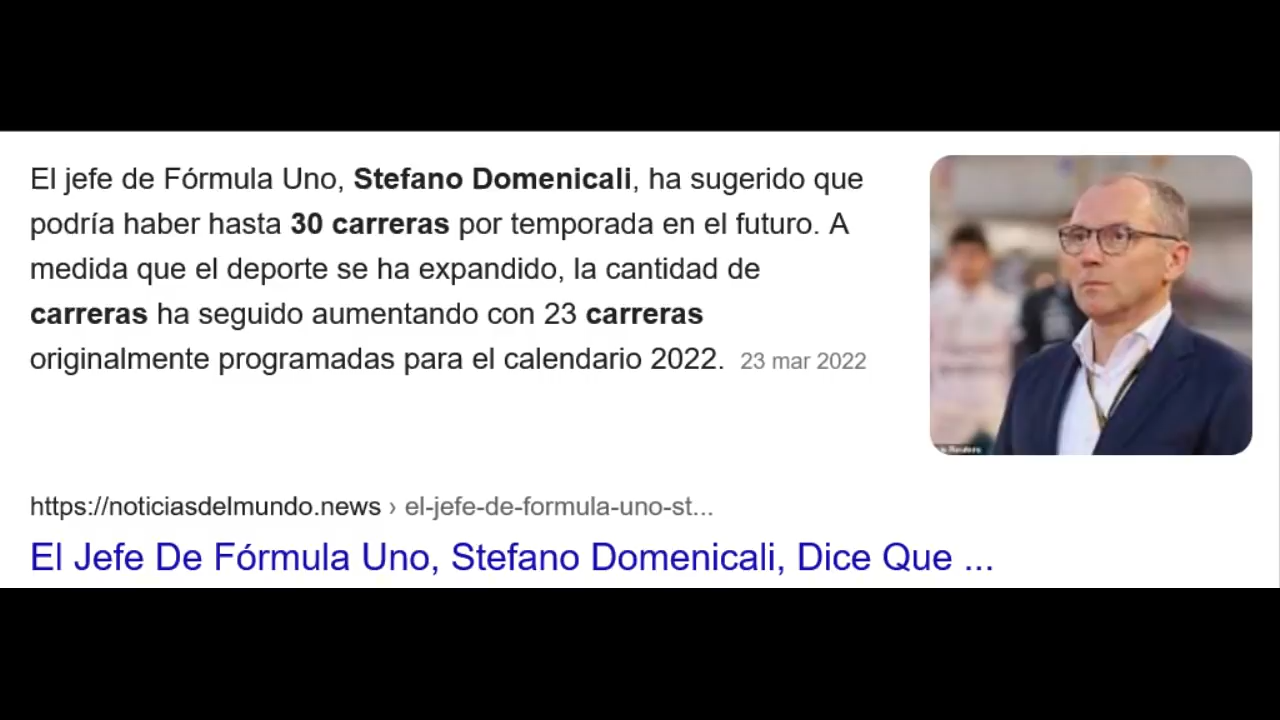 El jefe de Fórmula Uno, Stefano Domenicali, ha sugerido que
podría haber hasta 30 carreras por temporada en el futuro. A
medida que el deporte se ha expandido, la cantidad de
carreras ha seguido aumentando con 23 carreras
originalmente programadas para el calendario 2022. 23 mar 2022
Reuters
https://noticiasdelmundo.news › el-jefe-de-formula-uno-st...
El Jefe De Fórmula Uno, Stefano Domenicali, Dice Que ...